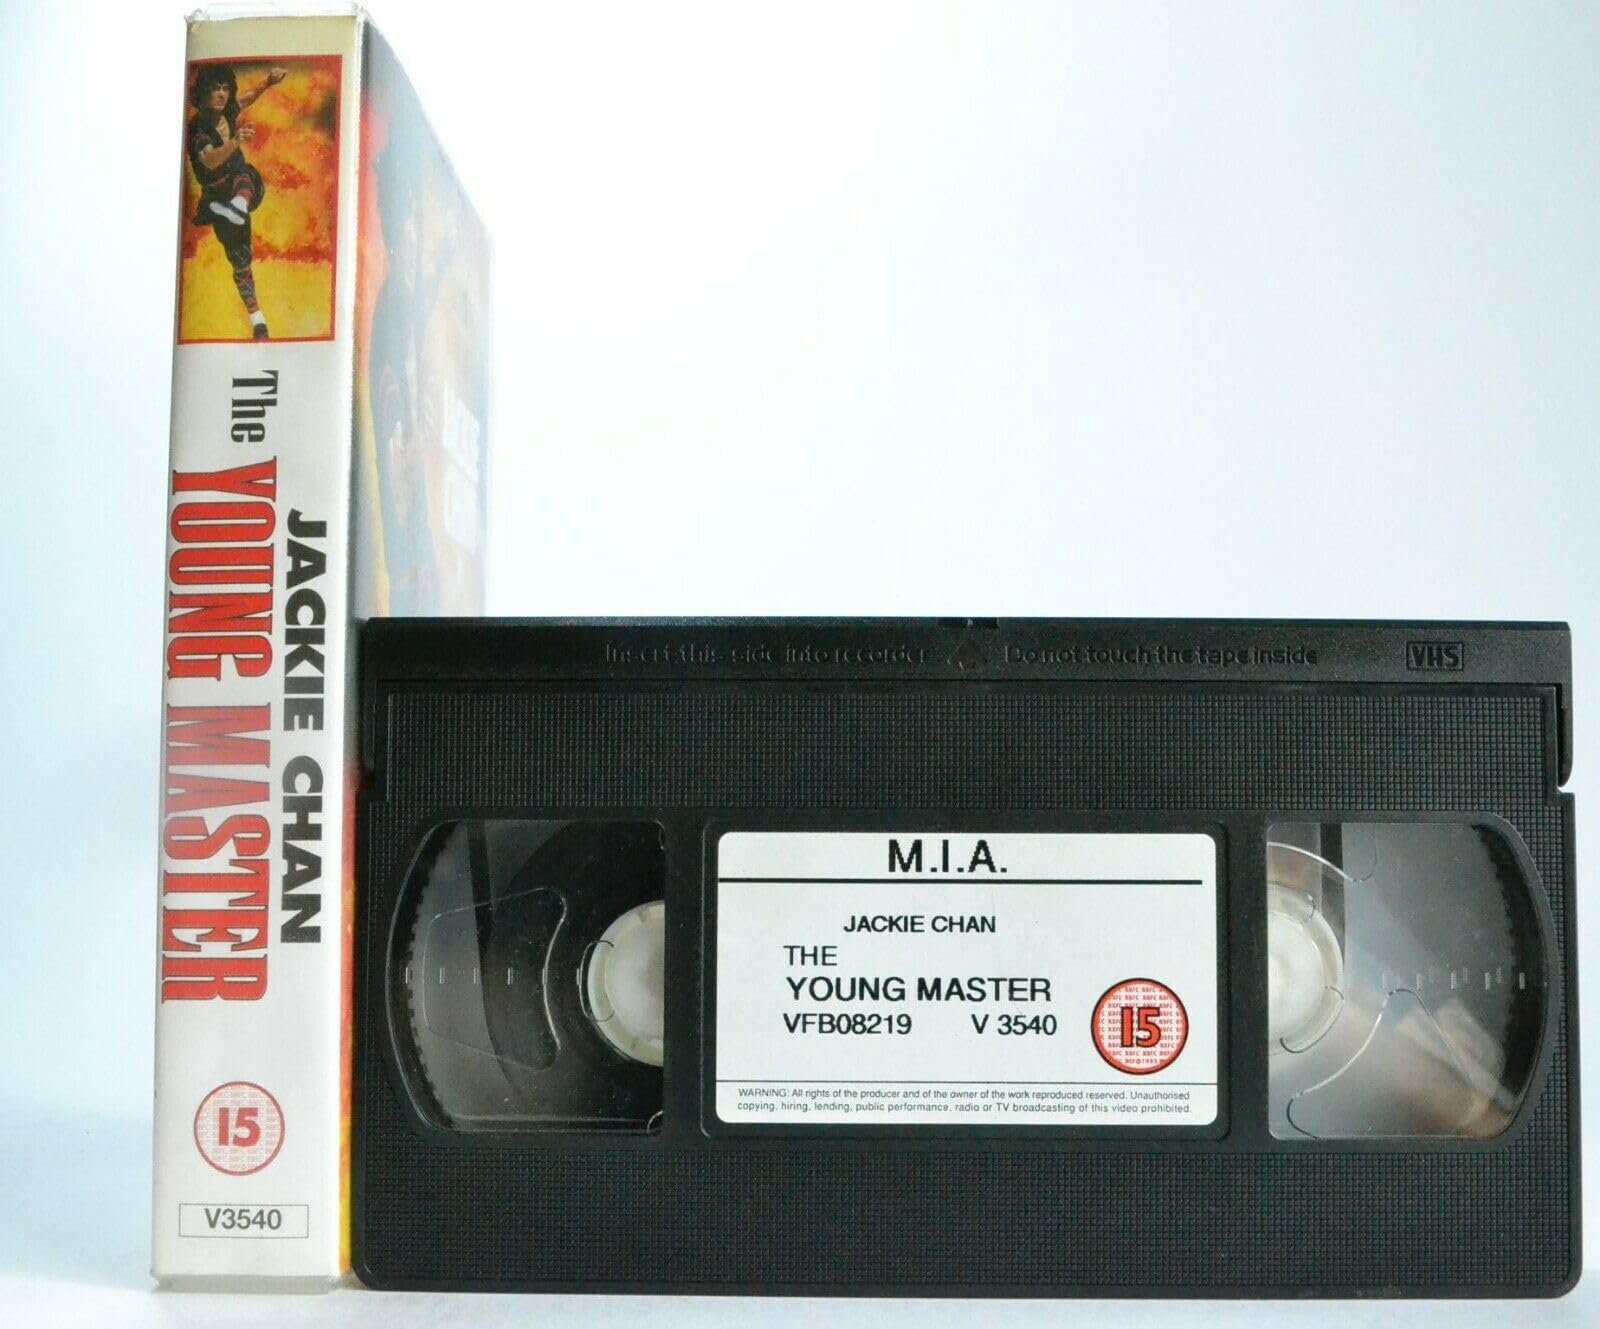 The YOUNG MASTER
JACKIE CHAN
15
V3540
Insert this side into recorder Do not touch the tape inside VHS
M.I.A.
JACKIE CHAN
THE
YOUNG MASTER
VFB08219 V 3540
15
WARNING: All rights of the producer and of the owner of the work reproduced reserved. Unauthorised
copying, hiring, lending, public performance, radio or TV broadcasting of this video prohibited.